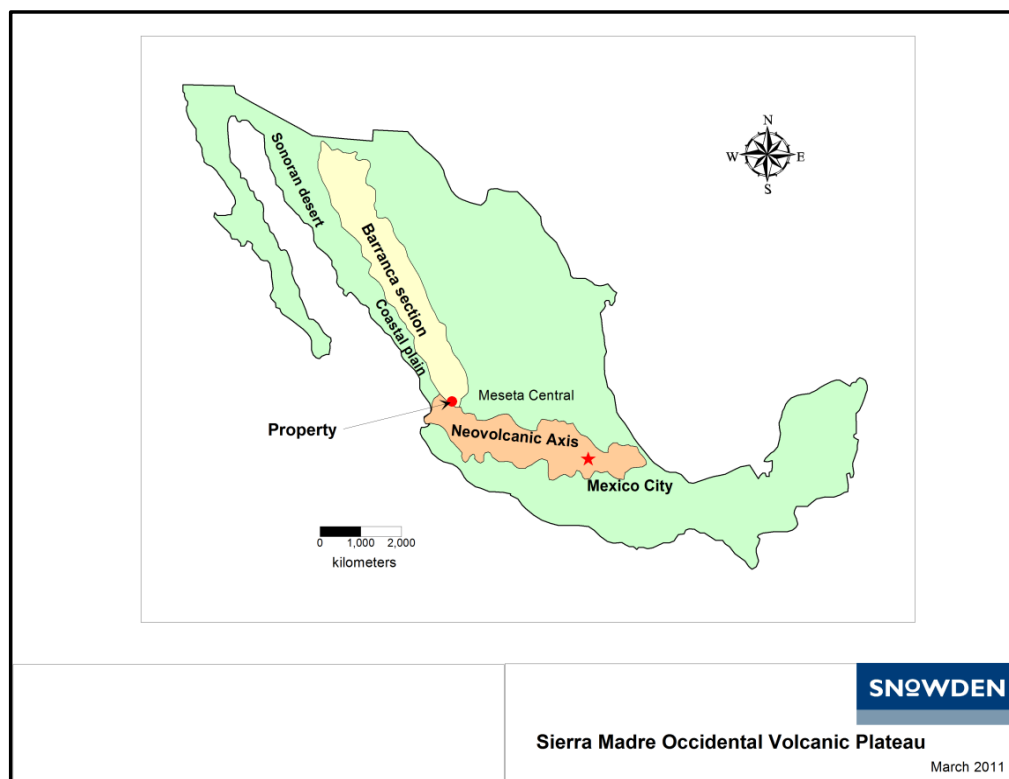 N
W E
S
Sonoran desert
Barranca section
Coastal plain
Meseta Central
Property
Neovolcanic Axis
Mexico City
0 1,000 2,000
kilometers
SNOWDEN
Sierra Madre Occidental Volcanic Plateau
March 2011